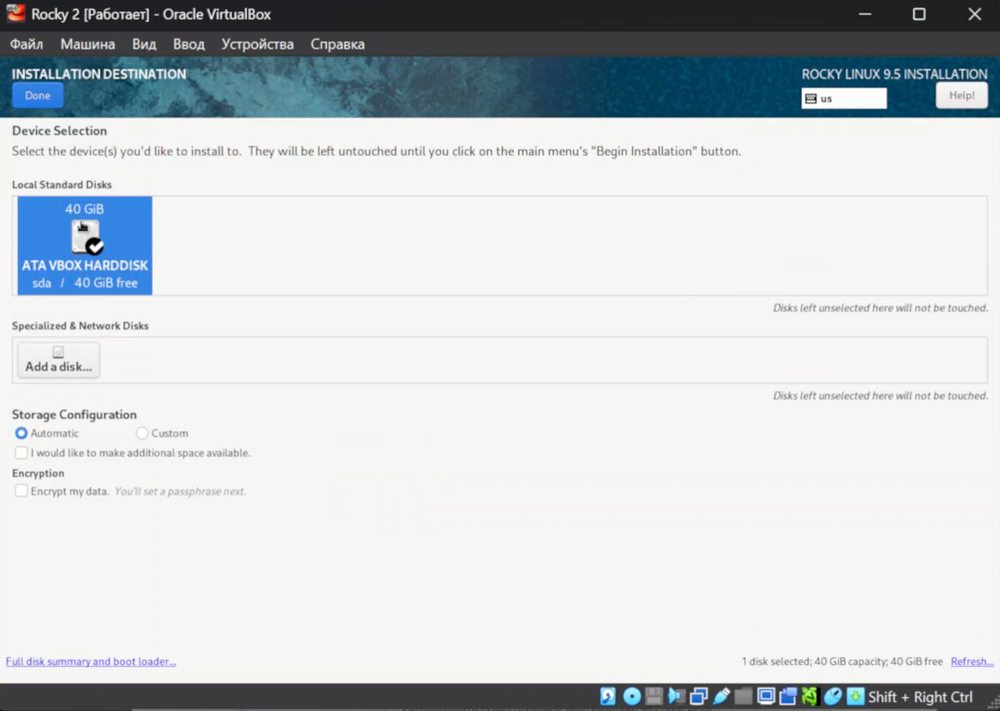 Rocky 2 [Работает] - Oracle VirtualBox
Файл Машина Вид Ввод Устройства Справка
INSTALLATION DESTINATION
Done
ROCKY LINUX 9.5 INSTALLATION
us
Help!
Device Selection
Select the device(s) you'd like to install to. They will be left untouched until you click on the main menu's "Begin Installation" button.
Local Standard Disks
40 GiB
ATA VBOX HARDDISK
sda / 40 GiB free
Disks left unselected here will not be touched.
Specialized & Network Disks
Add a disk...
Disks left unselected here will not be touched.
Storage Configuration
Automatic Custom
I would like to make additional space available.
Encryption
Encrypt my data. You'll set a passphrase next.
Full disk summary and boot loader...
1 disk selected; 40 GiB capacity; 40 GiB free Refresh...
Shift + Right Ctrl